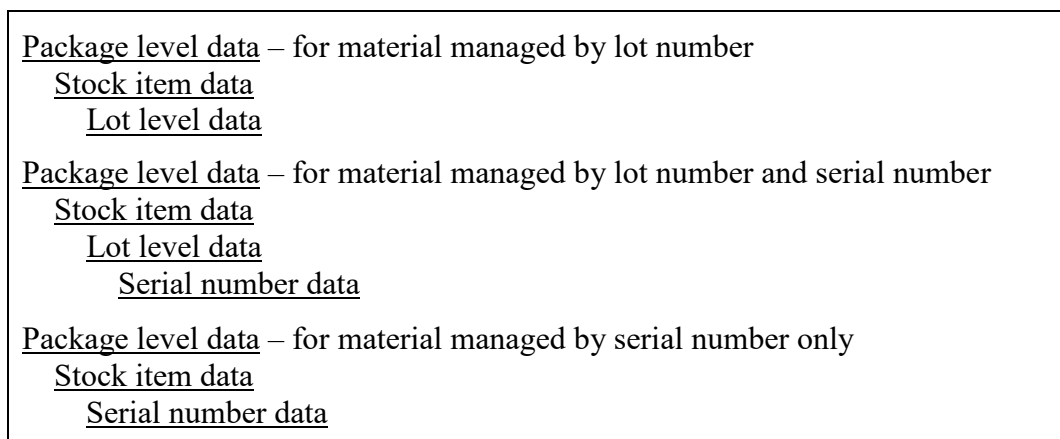 Package level data – for material managed by lot number
Stock item data
Lot level data
Package level data – for material managed by lot number and serial number
Stock item data
Lot level data
Serial number data
Package level data – for material managed by serial number only
Stock item data
Serial number data